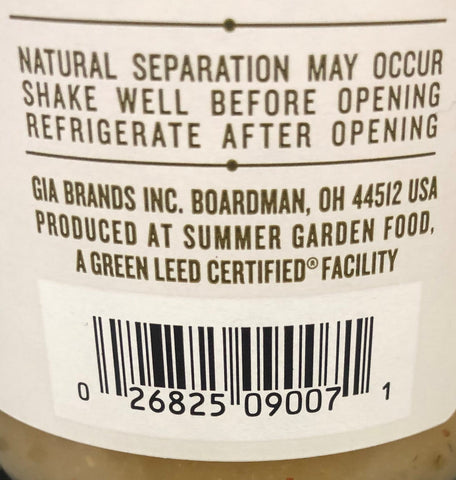 NATURAL SEPARATION MAY OCCUR
SHAKE WELL BEFORE OPENING
REFRIGERATE AFTER OPENING
GIA BRANDS INC. BOARDMAN, OH 44512 USA
PRODUCED AT SUMMER GARDEN FOOD,
A GREEN LEED CERTIFIED® FACILITY
0 26825 09007 1